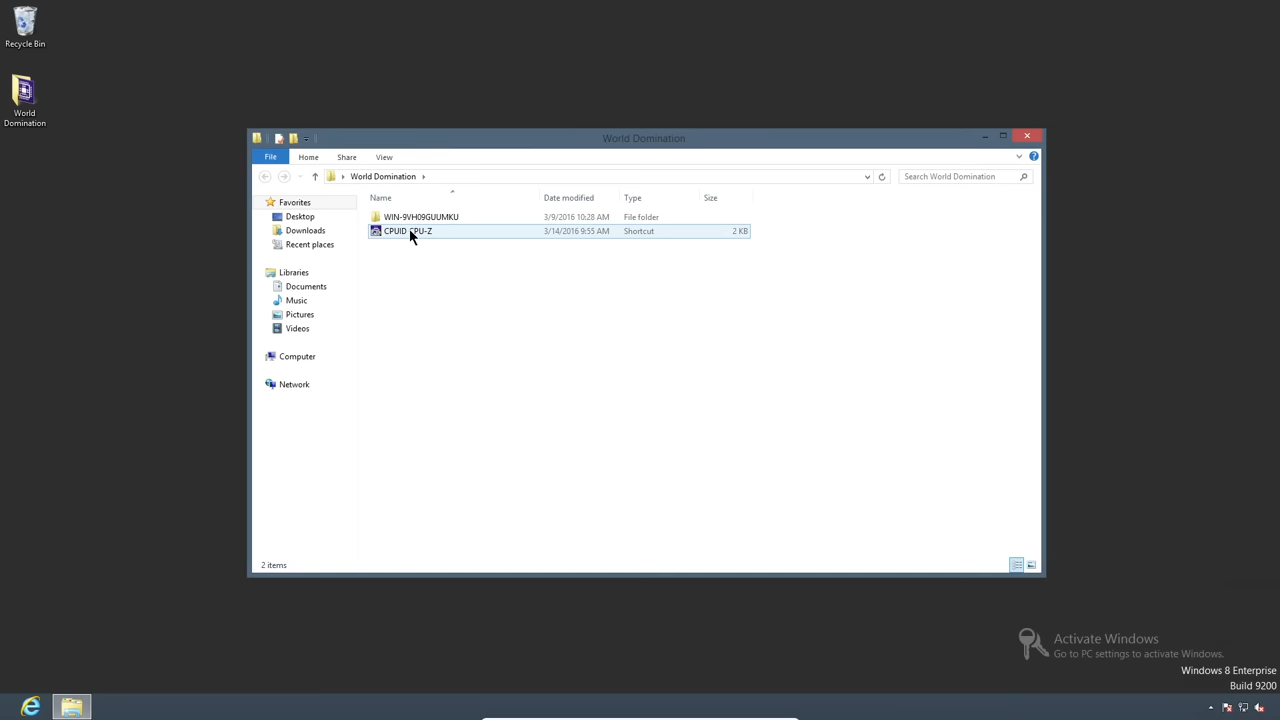 Recycle Bin
World
Domination
World Domination
File Home Share View
World Domination
Search World Domination
Name Date modified Type Size
Favorites
Desktop
Downloads
Recent places
Libraries
Documents
Music
Pictures
Videos
Computer
Network
WIN-9VH09GUUMKU 3/9/2016 10:28 AM File folder
CPUID CPU-Z 3/14/2016 9:55 AM Shortcut 2 KB
2 items
Activate Windows
Go to PC settings to activate Windows.
Windows 8 Enterprise
Build 9200